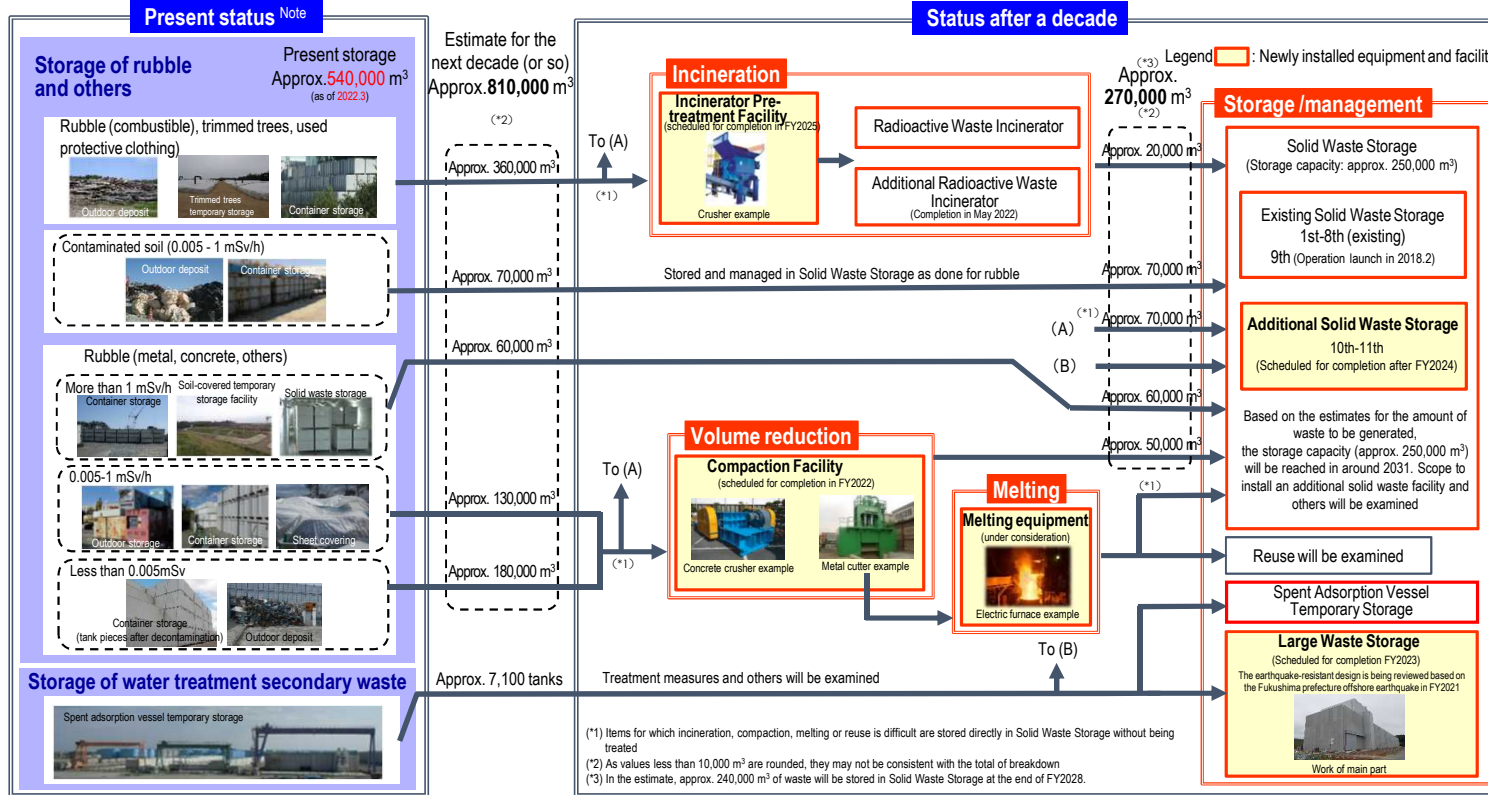 Present status Note
Storage of rubble
and others
Present storage
Approx.540,000 m³
(as of 2022.3)
Rubble (combustible), trimmed trees, used
protective clothing)
Outdoor deposit
Trimmed trees
temporary storage
Container storage
Contaminated soil (0.005 - 1 mSv/h)
Outdoor deposit
Container storage
Rubble (metal, concrete, others)
More than 1 mSv/h
Container storage
Soil-covered temporary
storage facility
Solid waste storage
0.005-1 mSv/h
Outdoor storage
Container storage
Sheet covering
Less than 0.005mSv
Container storage
(tank pieces after decontamination)
Outdoor deposit
Storage of water treatment secondary waste
Spent adsorption vessel temporary storage
Estimate for the
next decade (or so)
Approx.810,000 m³
(*2)
Approx. 360,000 m³
Approx. 70,000 m³
Approx. 60,000 m³
Approx. 130,000 m³
Approx. 180,000 m³
Approx. 7,100 tanks
Status after a decade
Legend
: Newly installed equipment and facilit
To (A)
(*1)
Incineration
Incinerator Pre-
treatment Facility
(scheduled for completion in FY2025)
Crusher example
Radioactive Waste Incinerator
Additional Radioactive Waste
Incinerator
(Completion in May 2022)
Stored and managed in Solid Waste Storage as done for rubble
To (A)
(*1)
Volume reduction
Compaction Facility
(scheduled for completion in FY2022)
Concrete crusher example
Metal cutter example
Melting
Melting equipment
(under consideration)
Electric furnace example
Treatment measures and others will be examined
To (B)
(*3)
Approx.
270,000 m³
(*2)
Approx. 20,000 m³
Approx. 70,000 m³
(A)
(*1)
Approx. 70,000 m³
(B)
Approx. 60,000 m³
Approx. 50,000 m³
(*1)
Storage /management
Solid Waste Storage
(Storage capacity: approx. 250,000 m³)
Existing Solid Waste Storage
1st-8th (existing)
9th (Operation launch in 2018.2)
Additional Solid Waste Storage
10th-11th
(Scheduled for completion after FY2024)
Based on the estimates for the amount of
waste to be generated,
the storage capacity (approx. 250,000 m³)
will be reached in around 2031. Scope to
install an additional solid waste facility and
others will be examined
Reuse will be examined
Spent Adsorption Vessel
Temporary Storage
Large Waste Storage
(Scheduled for completion FY2023)
The earthquake-resistant design is being reviewed based on
the Fukushima prefecture offshore earthquake in FY2021
Work of main part
(*1) Items for which incineration, compaction, melting or reuse is difficult are stored directly in Solid Waste Storage without being
treated
(*2) As values less than 10,000 m³ are rounded, they may not be consistent with the total of breakdown
(*3) In the estimate, approx. 240,000 m³ of waste will be stored in Solid Waste Storage at the end of FY2028.